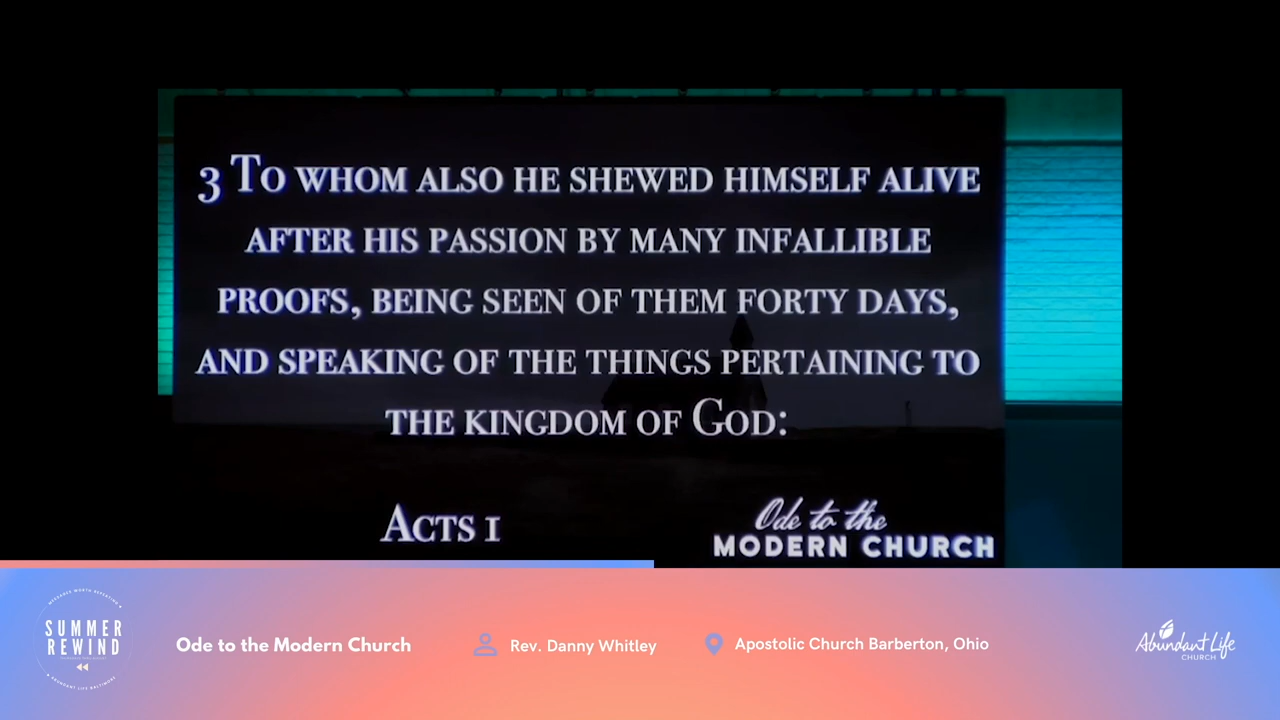 3 To whom also he shewed himself alive
after his passion by many infallible
proofs, being seen of them forty days,
and speaking of the things pertaining to
the kingdom of God:
Acts 1
Ode to the
MODERN CHURCH
SUMMER
REWIND
Ode to the Modern Church
Rev. Danny Whitley
Apostolic Church Barberton, Ohio
Abundant Life
CHURCH